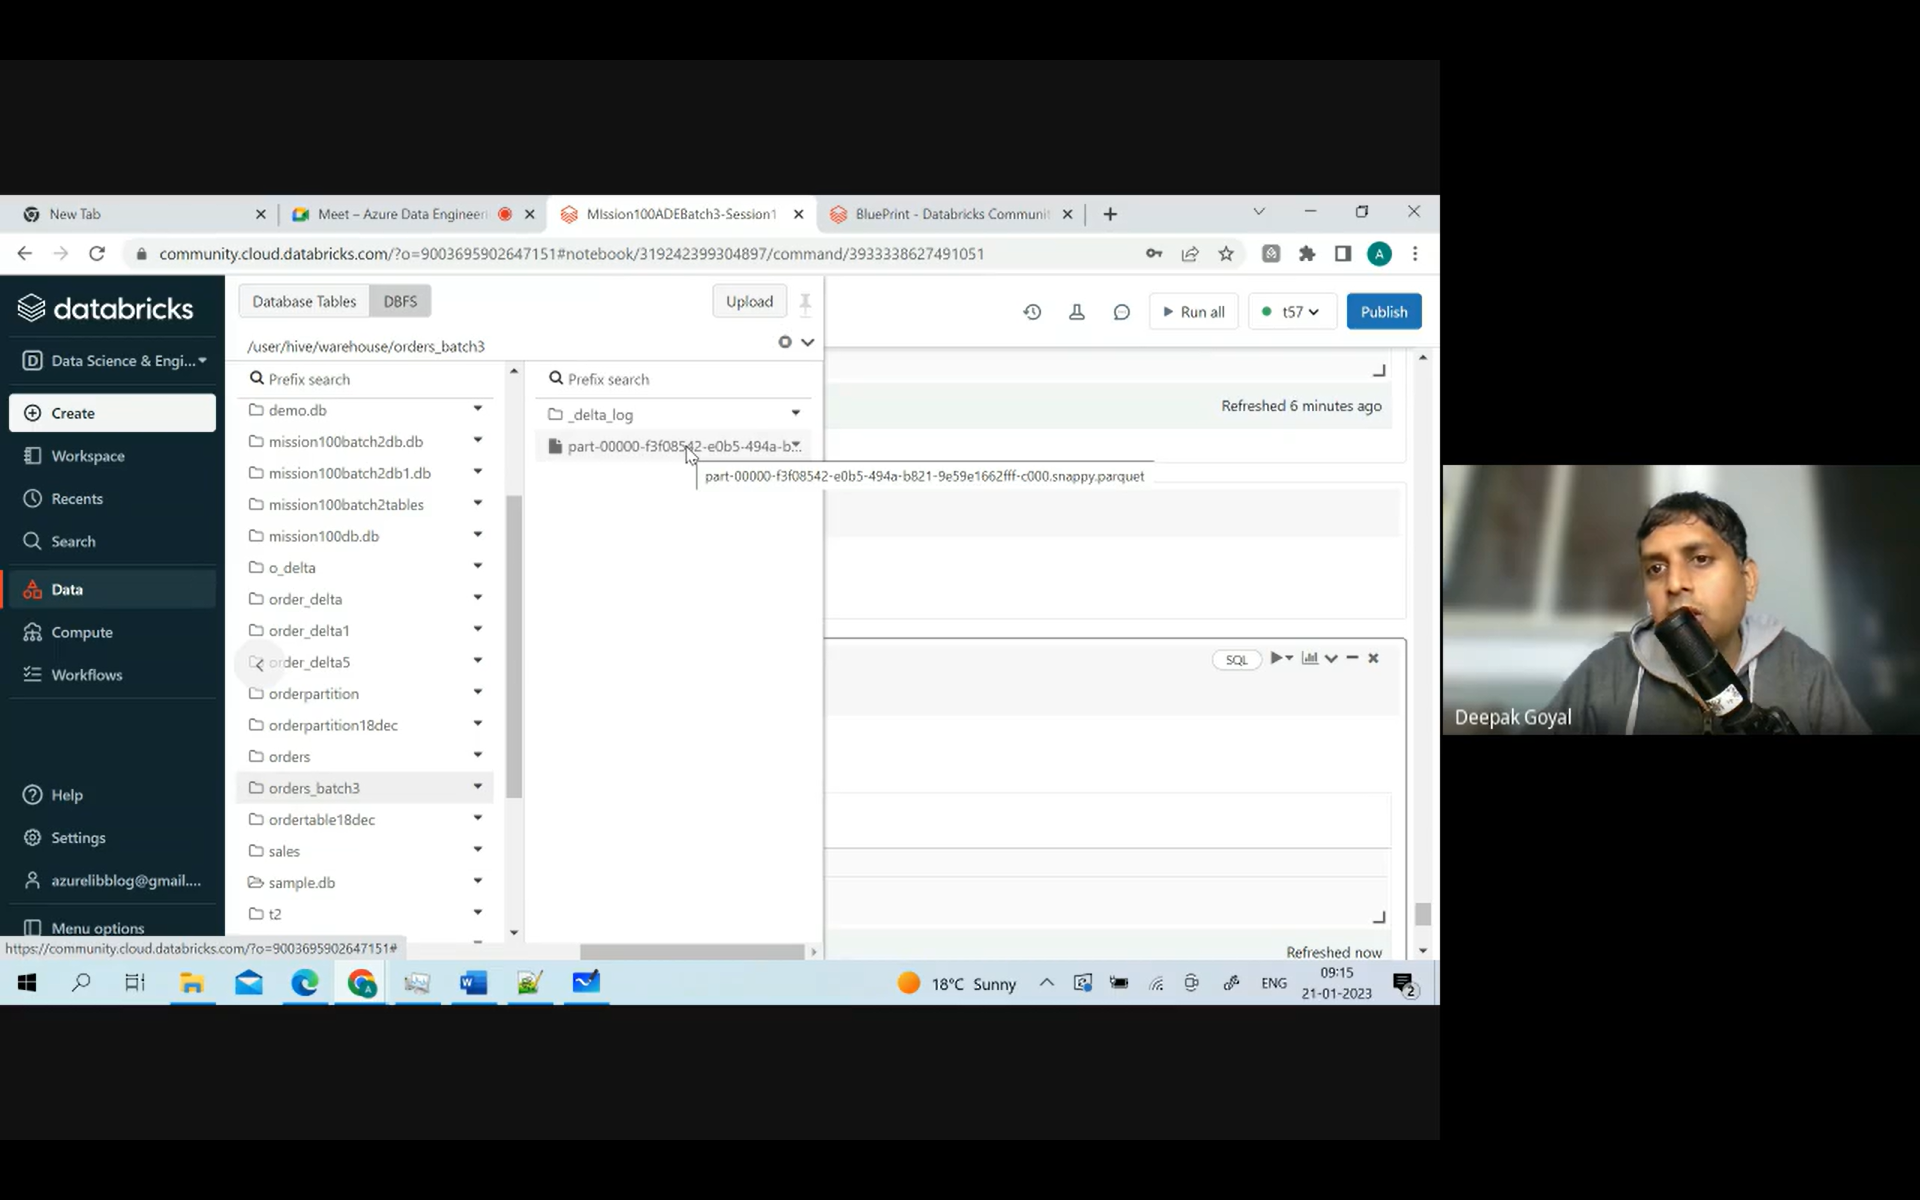 New Tab
Meet – Azure Data Engineeri
MIssion100ADEBatch3-Session1
BluePrint - Databricks Communit
community.cloud.databricks.com/?o=9003695902647151#notebook/319242399304897/command/3933338627491051
A
databricks
Database Tables
DBFS
Upload
Run all
t57
Publish
/user/hive/warehouse/orders_batch3
D
Data Science & Engi...
Prefix search
Prefix search
Create
demo.db
_delta_log
Refreshed 6 minutes ago
mission100batch2db.db
part-00000-f3f08542-e0b5-494a-b...
Workspace
mission100batch2db1.db
part-00000-f3f08542-e0b5-494a-b821-9e59e1662fff-c000.snappy.parquet
Recents
mission100batch2tables
Search
mission100db.db
o_delta
Data
order_delta
Compute
order_delta1
order_delta5
SQL
Workflows
orderpartition
Deepak Goyal
orderpartition18dec
orders
Help
orders_batch3
Settings
ordertable18dec
sales
azurelibblog@gmail....
sample.db
t2
Menu options
https://community.cloud.databricks.com/?o=9003695902647151#
Refreshed now
18°C Sunny
ENG
09:15
21-01-2023
2